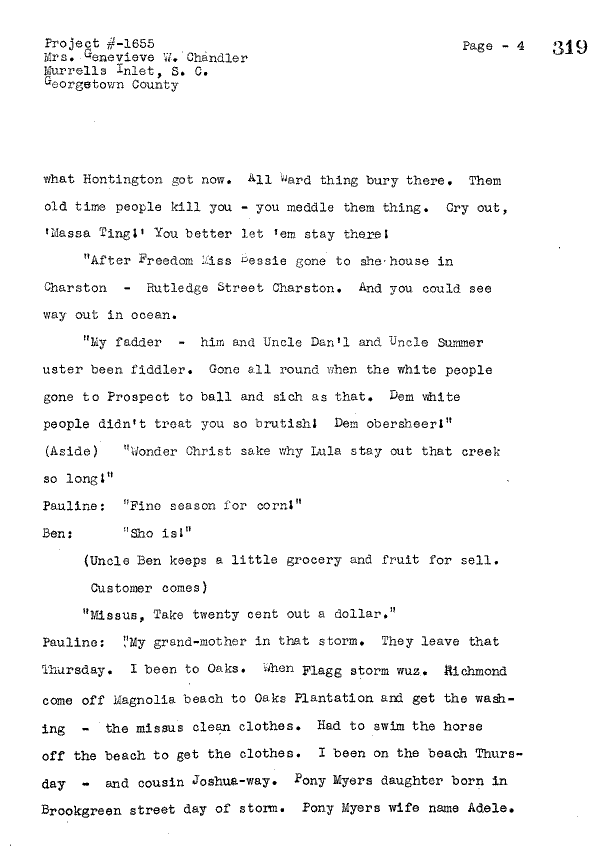 Project #-1655
Mrs. Genevieve W. Chandler
Murrells Inlet, S. C.
Georgetown County
Page - 4 319
what Hontington got now. All Ward thing bury there. Them
old time people kill you - you meddle them thing. Cry out,
'Massa Ting!' You better let 'em stay there!
"After Freedom Miss Bessie gone to she house in
Charston - Rutledge Street Charston. And you could see
way out in ocean.
"My fadder - him and Uncle Dan'l and Uncle Summer
uster been fiddler. Gone all round when the white people
gone to Prospect to ball and sich as that. Dem white
people didn't treat you so brutish! Dem obersheer!"
(Aside) "Wonder Christ sake why Lula stay out that creek
so long!"
Pauline: "Fine season for corn!"
Ben: "Sho is!"
(Uncle Ben keeps a little grocery and fruit for sell.
Customer comes)
"Missus, Take twenty cent out a dollar."
Pauline: "My grand-mother in that storm. They leave that
Thursday. I been to Oaks. When Flagg storm wuz. Richmond
come off Magnolia beach to Oaks Plantation and get the wash-
ing - the missus clean clothes. Had to swim the horse
off the beach to get the clothes. I been on the beach Thurs-
day - and cousin Joshua-way. Pony Myers daughter born in
Brookgreen street day of storm. Pony Myers wife name Adele.